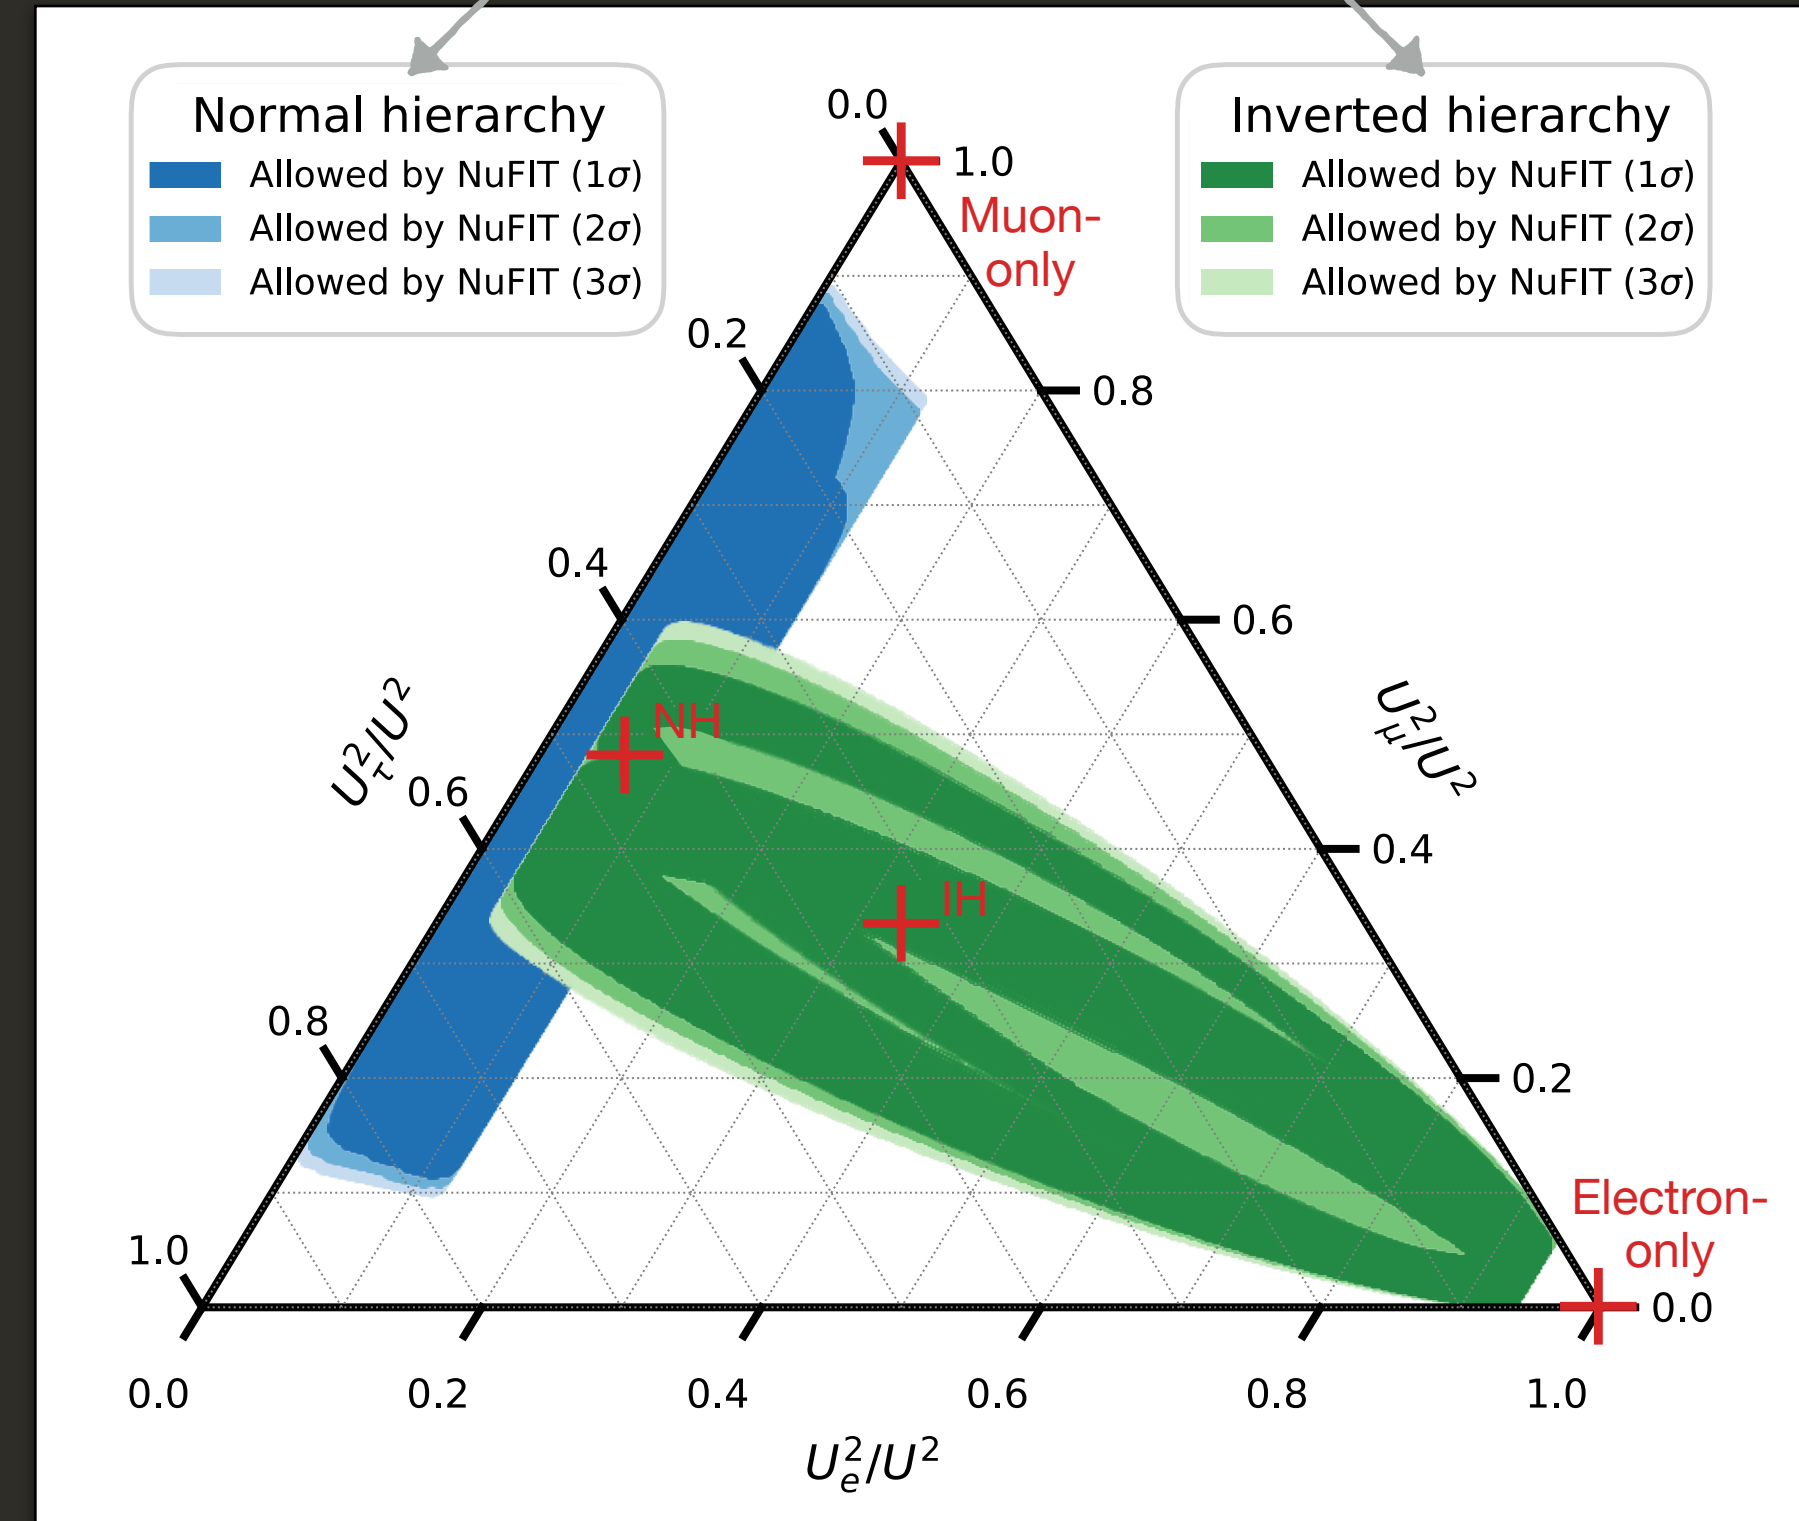 Normal hierarchy
Allowed by NuFIT (1σ)
Allowed by NuFIT (2σ)
Allowed by NuFIT (3σ)
Inverted hierarchy
Allowed by NuFIT (1σ)
Allowed by NuFIT (2σ)
Allowed by NuFIT (3σ)
0.0
1.0
Muon-
only
0.2
0.8
0.4
0.6
U_τ^2/U^2
U_μ^2/U^2
NH
0.6
0.4
IH
0.8
0.2
Electron-
only
1.0
0.0
0.0 0.2 0.4 0.6 0.8 1.0
U_e^2/U^2